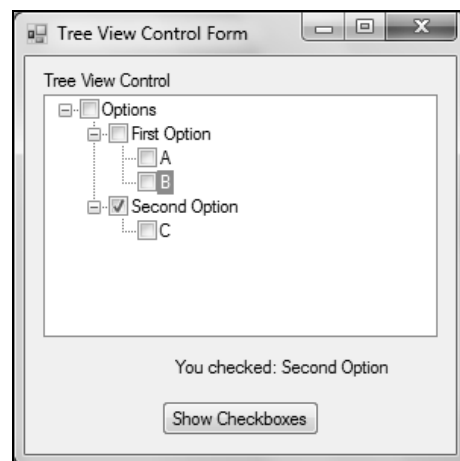 Tree View Control Form
Tree View Control
Options
First Option
A
B
Second Option
C
You checked: Second Option
Show Checkboxes